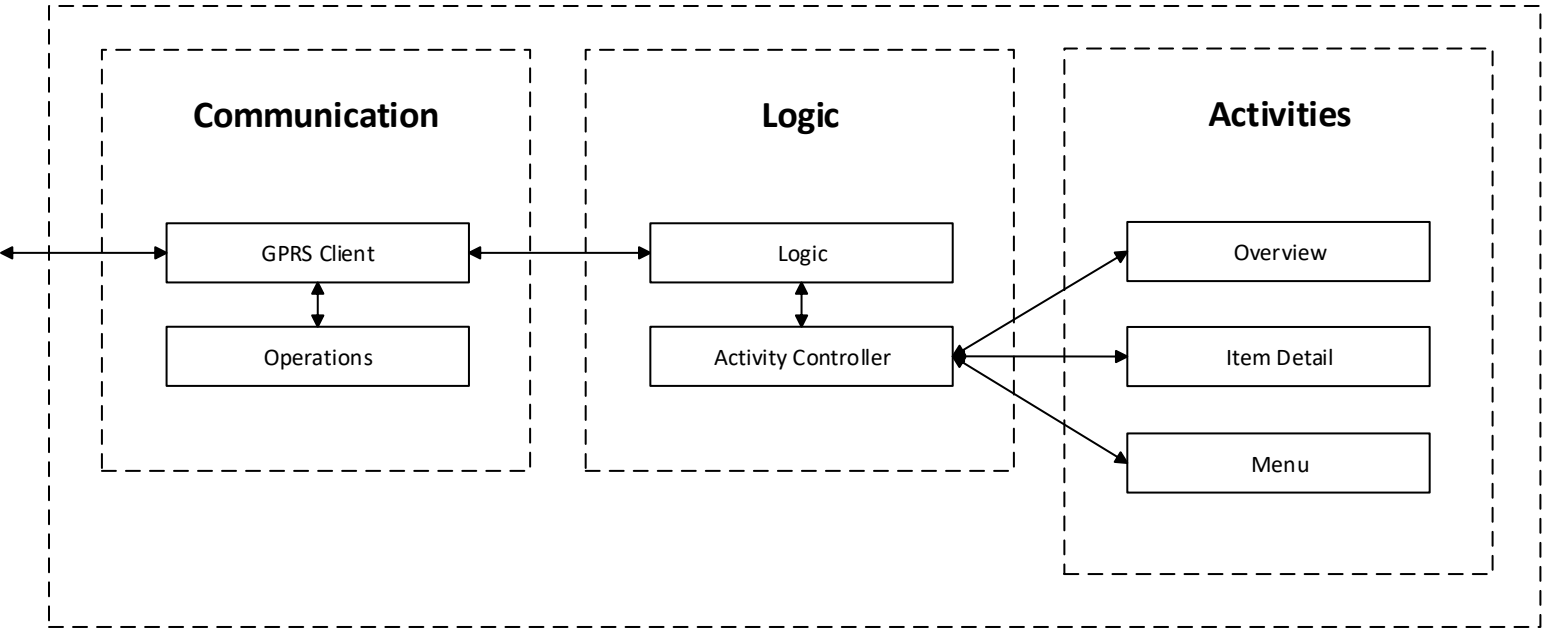 Communication
GPRS Client
Operations
Logic
Logic
Activity Controller
Activities
Overview
Item Detail
Menu